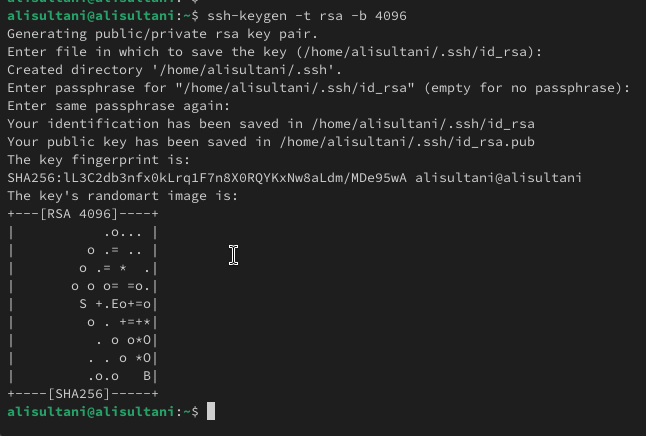 alisultani@alisultani:~$ ssh-keygen -t rsa -b 4096
Generating public/private rsa key pair.
Enter file in which to save the key (/home/alisultani/.ssh/id_rsa):
Created directory '/home/alisultani/.ssh'.
Enter passphrase for "/home/alisultani/.ssh/id_rsa" (empty for no passphrase):
Enter same passphrase again:
Your identification has been saved in /home/alisultani/.ssh/id_rsa
Your public key has been saved in /home/alisultani/.ssh/id_rsa.pub
The key fingerprint is:
SHA256:lL3C2db3nfx0kLrq1F7n8X0RQYKxNw8aLdm/MDe95wA alisultani@alisultani
The key's randomart image is:
+---[RSA 4096]----+
|           .o... |
|         o .= .. |
|        o .= *  .|
|       o o o= =o.|
|        S +.Eo+=o|
|         o . +=+*|
|          . o o*O|
|         . . o *O|
|         .o.o   B|
+----[SHA256]-----+
alisultani@alisultani:~$